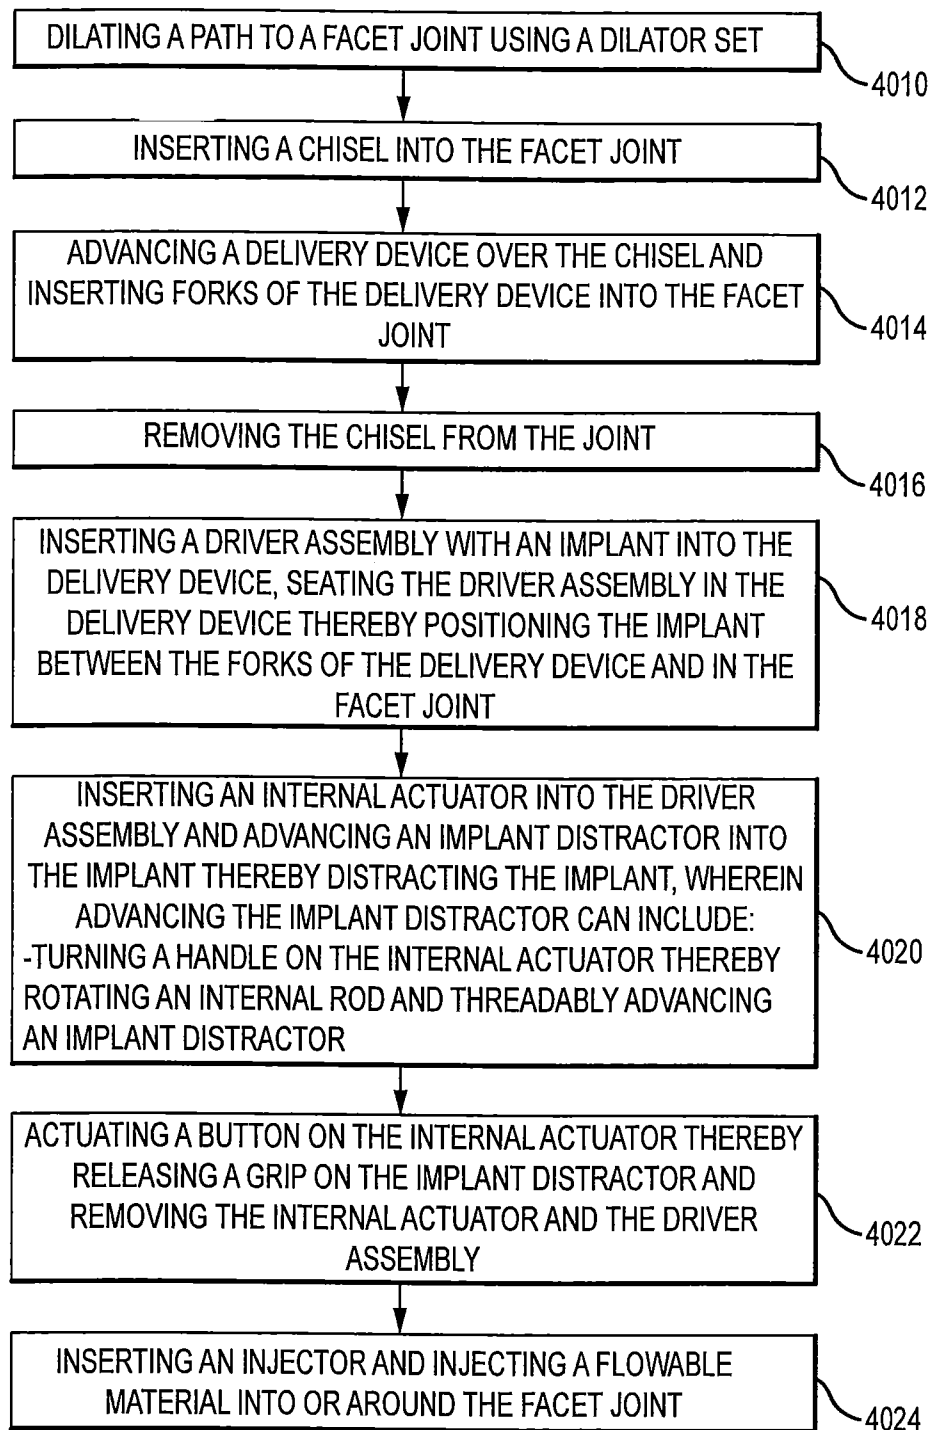 DILATING A PATH TO A FACET JOINT USING A DILATOR SET
4010
INSERTING A CHISEL INTO THE FACET JOINT
4012
ADVANCING A DELIVERY DEVICE OVER THE CHISEL AND
INSERTING FORKS OF THE DELIVERY DEVICE INTO THE FACET
JOINT
4014
REMOVING THE CHISEL FROM THE JOINT
4016
INSERTING A DRIVER ASSEMBLY WITH AN IMPLANT INTO THE
DELIVERY DEVICE, SEATING THE DRIVER ASSEMBLY IN THE
DELIVERY DEVICE THEREBY POSITIONING THE IMPLANT
BETWEEN THE FORKS OF THE DELIVERY DEVICE AND IN THE
FACET JOINT
4018
INSERTING AN INTERNAL ACTUATOR INTO THE DRIVER
ASSEMBLY AND ADVANCING AN IMPLANT DISTRACTOR INTO
THE IMPLANT THEREBY DISTRACTING THE IMPLANT, WHEREIN
ADVANCING THE IMPLANT DISTRACTOR CAN INCLUDE:
-TURNING A HANDLE ON THE INTERNAL ACTUATOR THEREBY
ROTATING AN INTERNAL ROD AND THREADABLY ADVANCING
AN IMPLANT DISTRACTOR
4020
ACTUATING A BUTTON ON THE INTERNAL ACTUATOR THEREBY
RELEASING A GRIP ON THE IMPLANT DISTRACTOR AND
REMOVING THE INTERNAL ACTUATOR AND THE DRIVER
ASSEMBLY
4022
INSERTING AN INJECTOR AND INJECTING A FLOWABLE
MATERIAL INTO OR AROUND THE FACET JOINT
4024